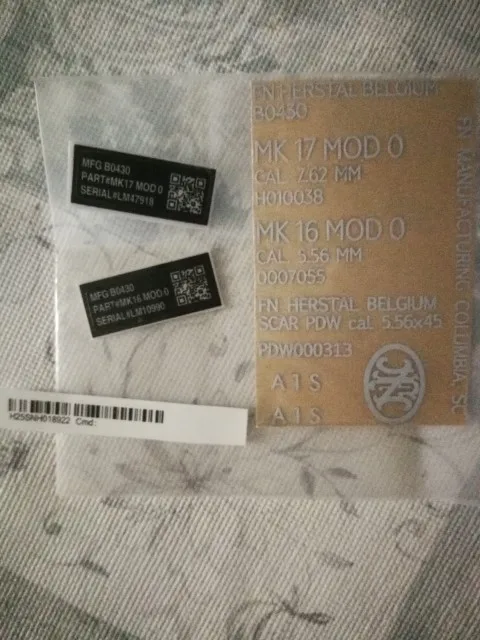 MFG B0430
PART#MK17 MOD 0
SERIAL#LM47918
MFG B0430
PART#MK16 MOD 0
SERIAL#LM10990
H25SNH018922 Cmd:
FN HERSTAL BELGIUM
B0430
MK 17 MOD 0
CAL 7.62 MM
H010038
MK 16 MOD 0
CAL 5.56 MM
0007055
FN HERSTAL BELGIUM
SCAR PDW cal. 5.56x45
PDW000313
A I S
A I S
FN MANUFACTURING COLUMBIA SC
FN